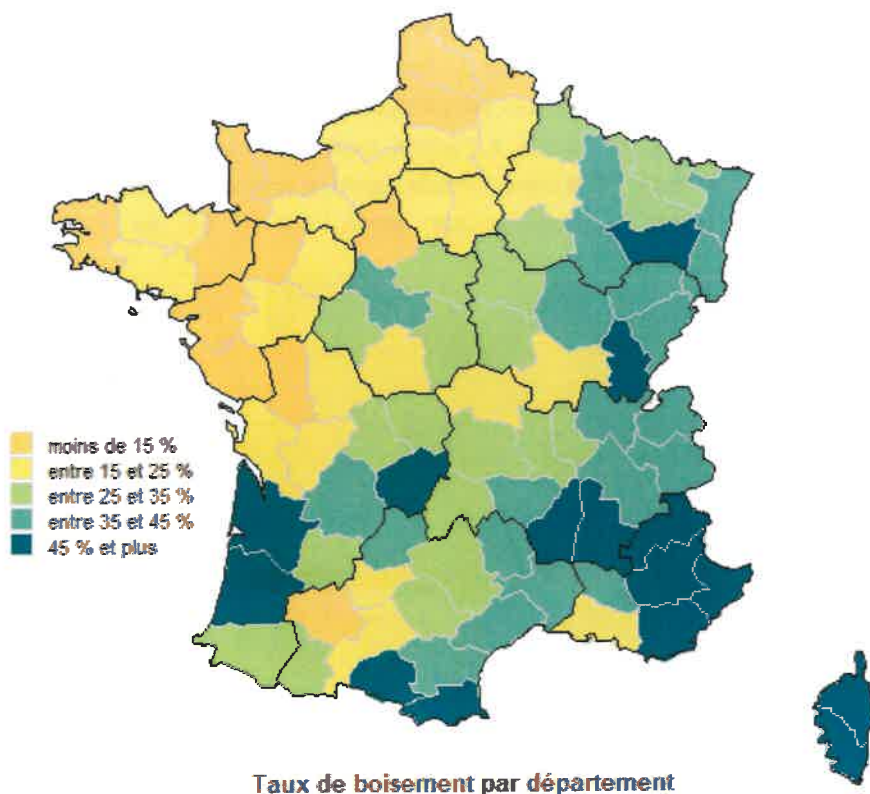 moins de 15 %
entre 15 et 25 %
entre 25 et 35 %
entre 35 et 45 %
45 % et plus
Taux de boisement par département